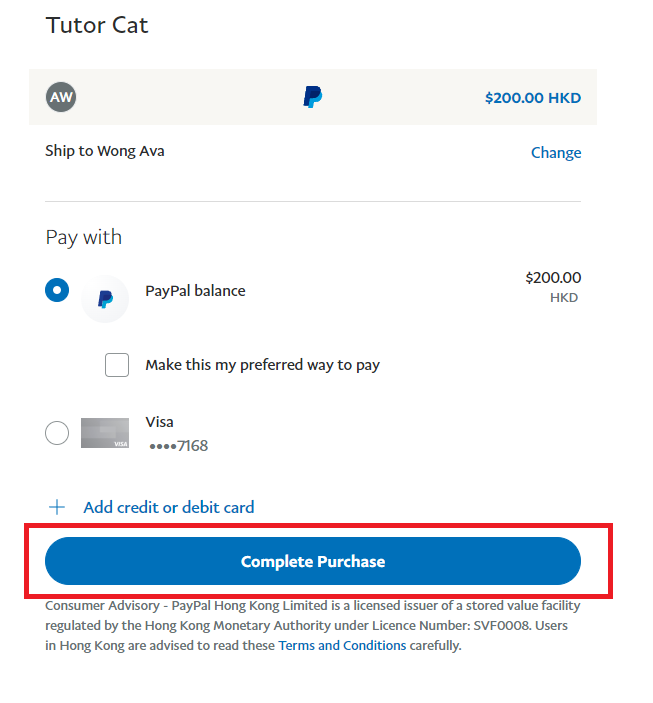 Tutor Cat
AW
$200.00 HKD
Ship to Wong Ava
Change
Pay with
PayPal balance
$200.00
HKD
Make this my preferred way to pay
Visa
VISA
••••7168
+ Add credit or debit card
Complete Purchase
Consumer Advisory - PayPal Hong Kong Limited is a licensed issuer of a stored value facility
regulated by the Hong Kong Monetary Authority under Licence Number: SVF0008. Users
in Hong Kong are advised to read these Terms and Conditions carefully.